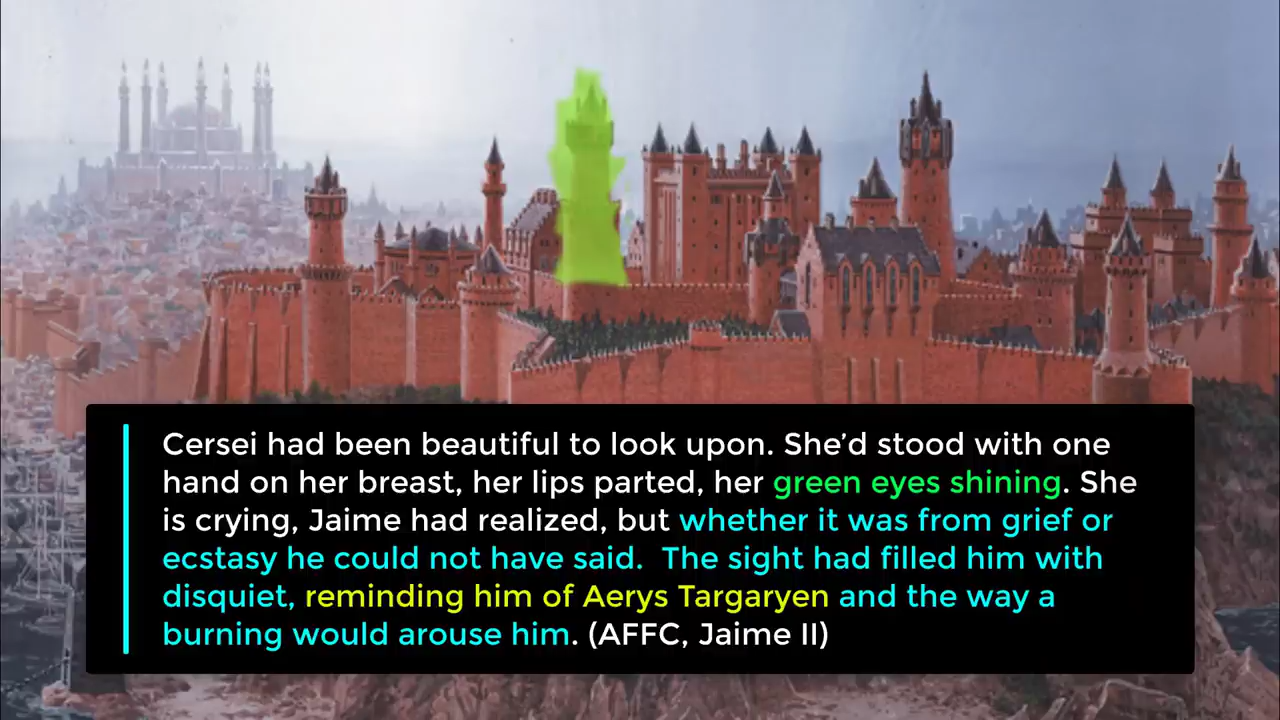 Cersei had been beautiful to look upon. She’d stood with one
hand on her breast, her lips parted, her green eyes shining. She
is crying, Jaime had realized, but whether it was from grief or
ecstasy he could not have said.  The sight had filled him with
disquiet, reminding him of Aerys Targaryen and the way a
burning would arouse him. (AFFC, Jaime II)